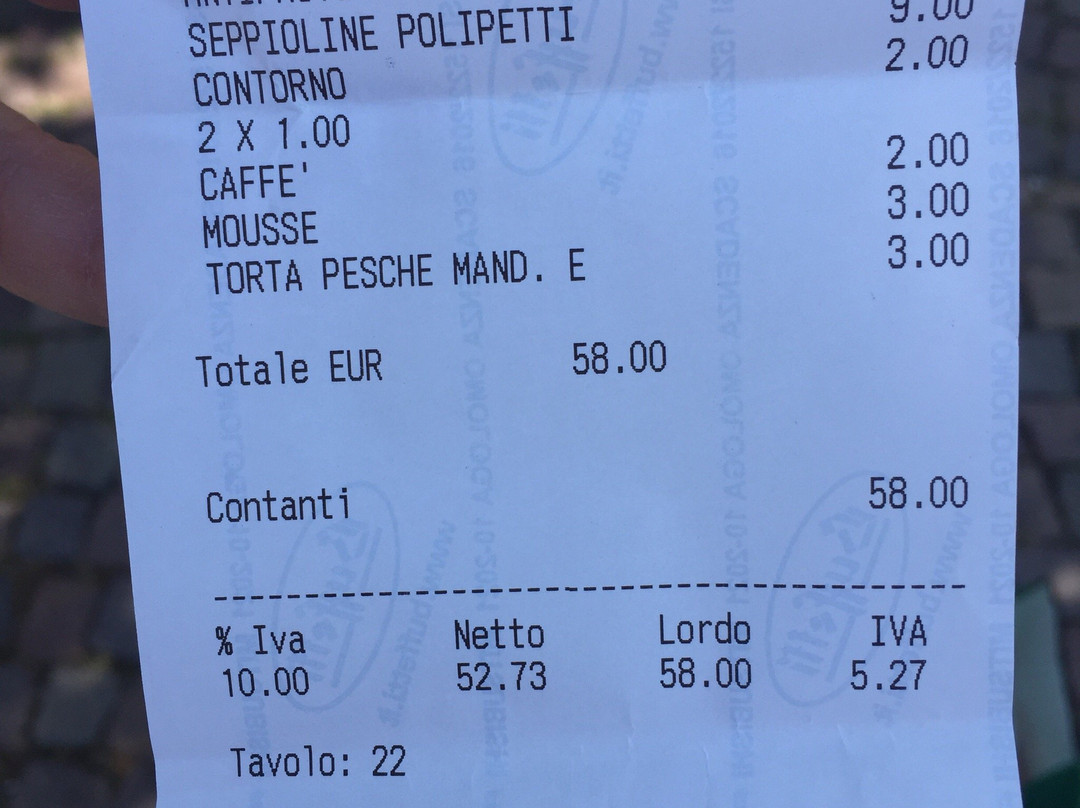 SEPPIOLINE POLIPETTI 9.00
CONTORNO 2.00
2 X 1.00
CAFFE' 2.00
MOUSSE 3.00
TORTA PESCHE MAND. E 3.00
Totale EUR 58.00
Contanti 58.00
% Iva Netto Lordo IVA
10.00 52.73 58.00 5.27
Tavolo: 22